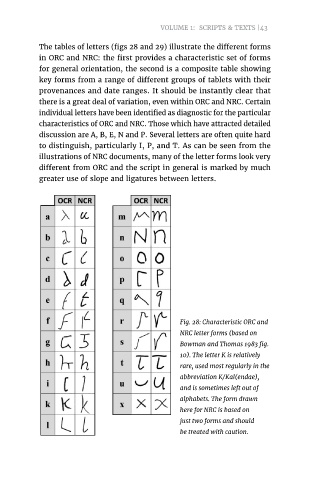 VOLUME 1: SCRIPTS & TEXTS |43
The tables of letters (figs 28 and 29) illustrate the different forms
in ORC and NRC: the first provides a characteristic set of forms
for general orientation, the second is a composite table showing
key forms from a range of different groups of tablets with their
provenances and date ranges. It should be instantly clear that
there is a great deal of variation, even within ORC and NRC. Certain
individual letters have been identified as diagnostic for the particular
characteristics of ORC and NRC. Those which have attracted detailed
discussion are A, B, E, N and P. Several letters are often quite hard
to distinguish, particularly I, P, and T. As can be seen from the
illustrations of NRC documents, many of the letter forms look very
different from ORC and the script in general is marked by much
greater use of slope and ligatures between letters.
OCR NCR
a
b
c
d
e
f
g
h
i
k
l
OCR NCR
m
n
o
p
q
r
s
t
u
x
Fig. 28: Characteristic ORC and
NRC letter forms (based on
Bowman and Thomas 1983 fig.
10). The letter K is relatively
rare, used most regularly in the
abbreviation K/Kal(endae),
and is sometimes left out of
alphabets. The form drawn
here for NRC is based on
just two forms and should
be treated with caution.